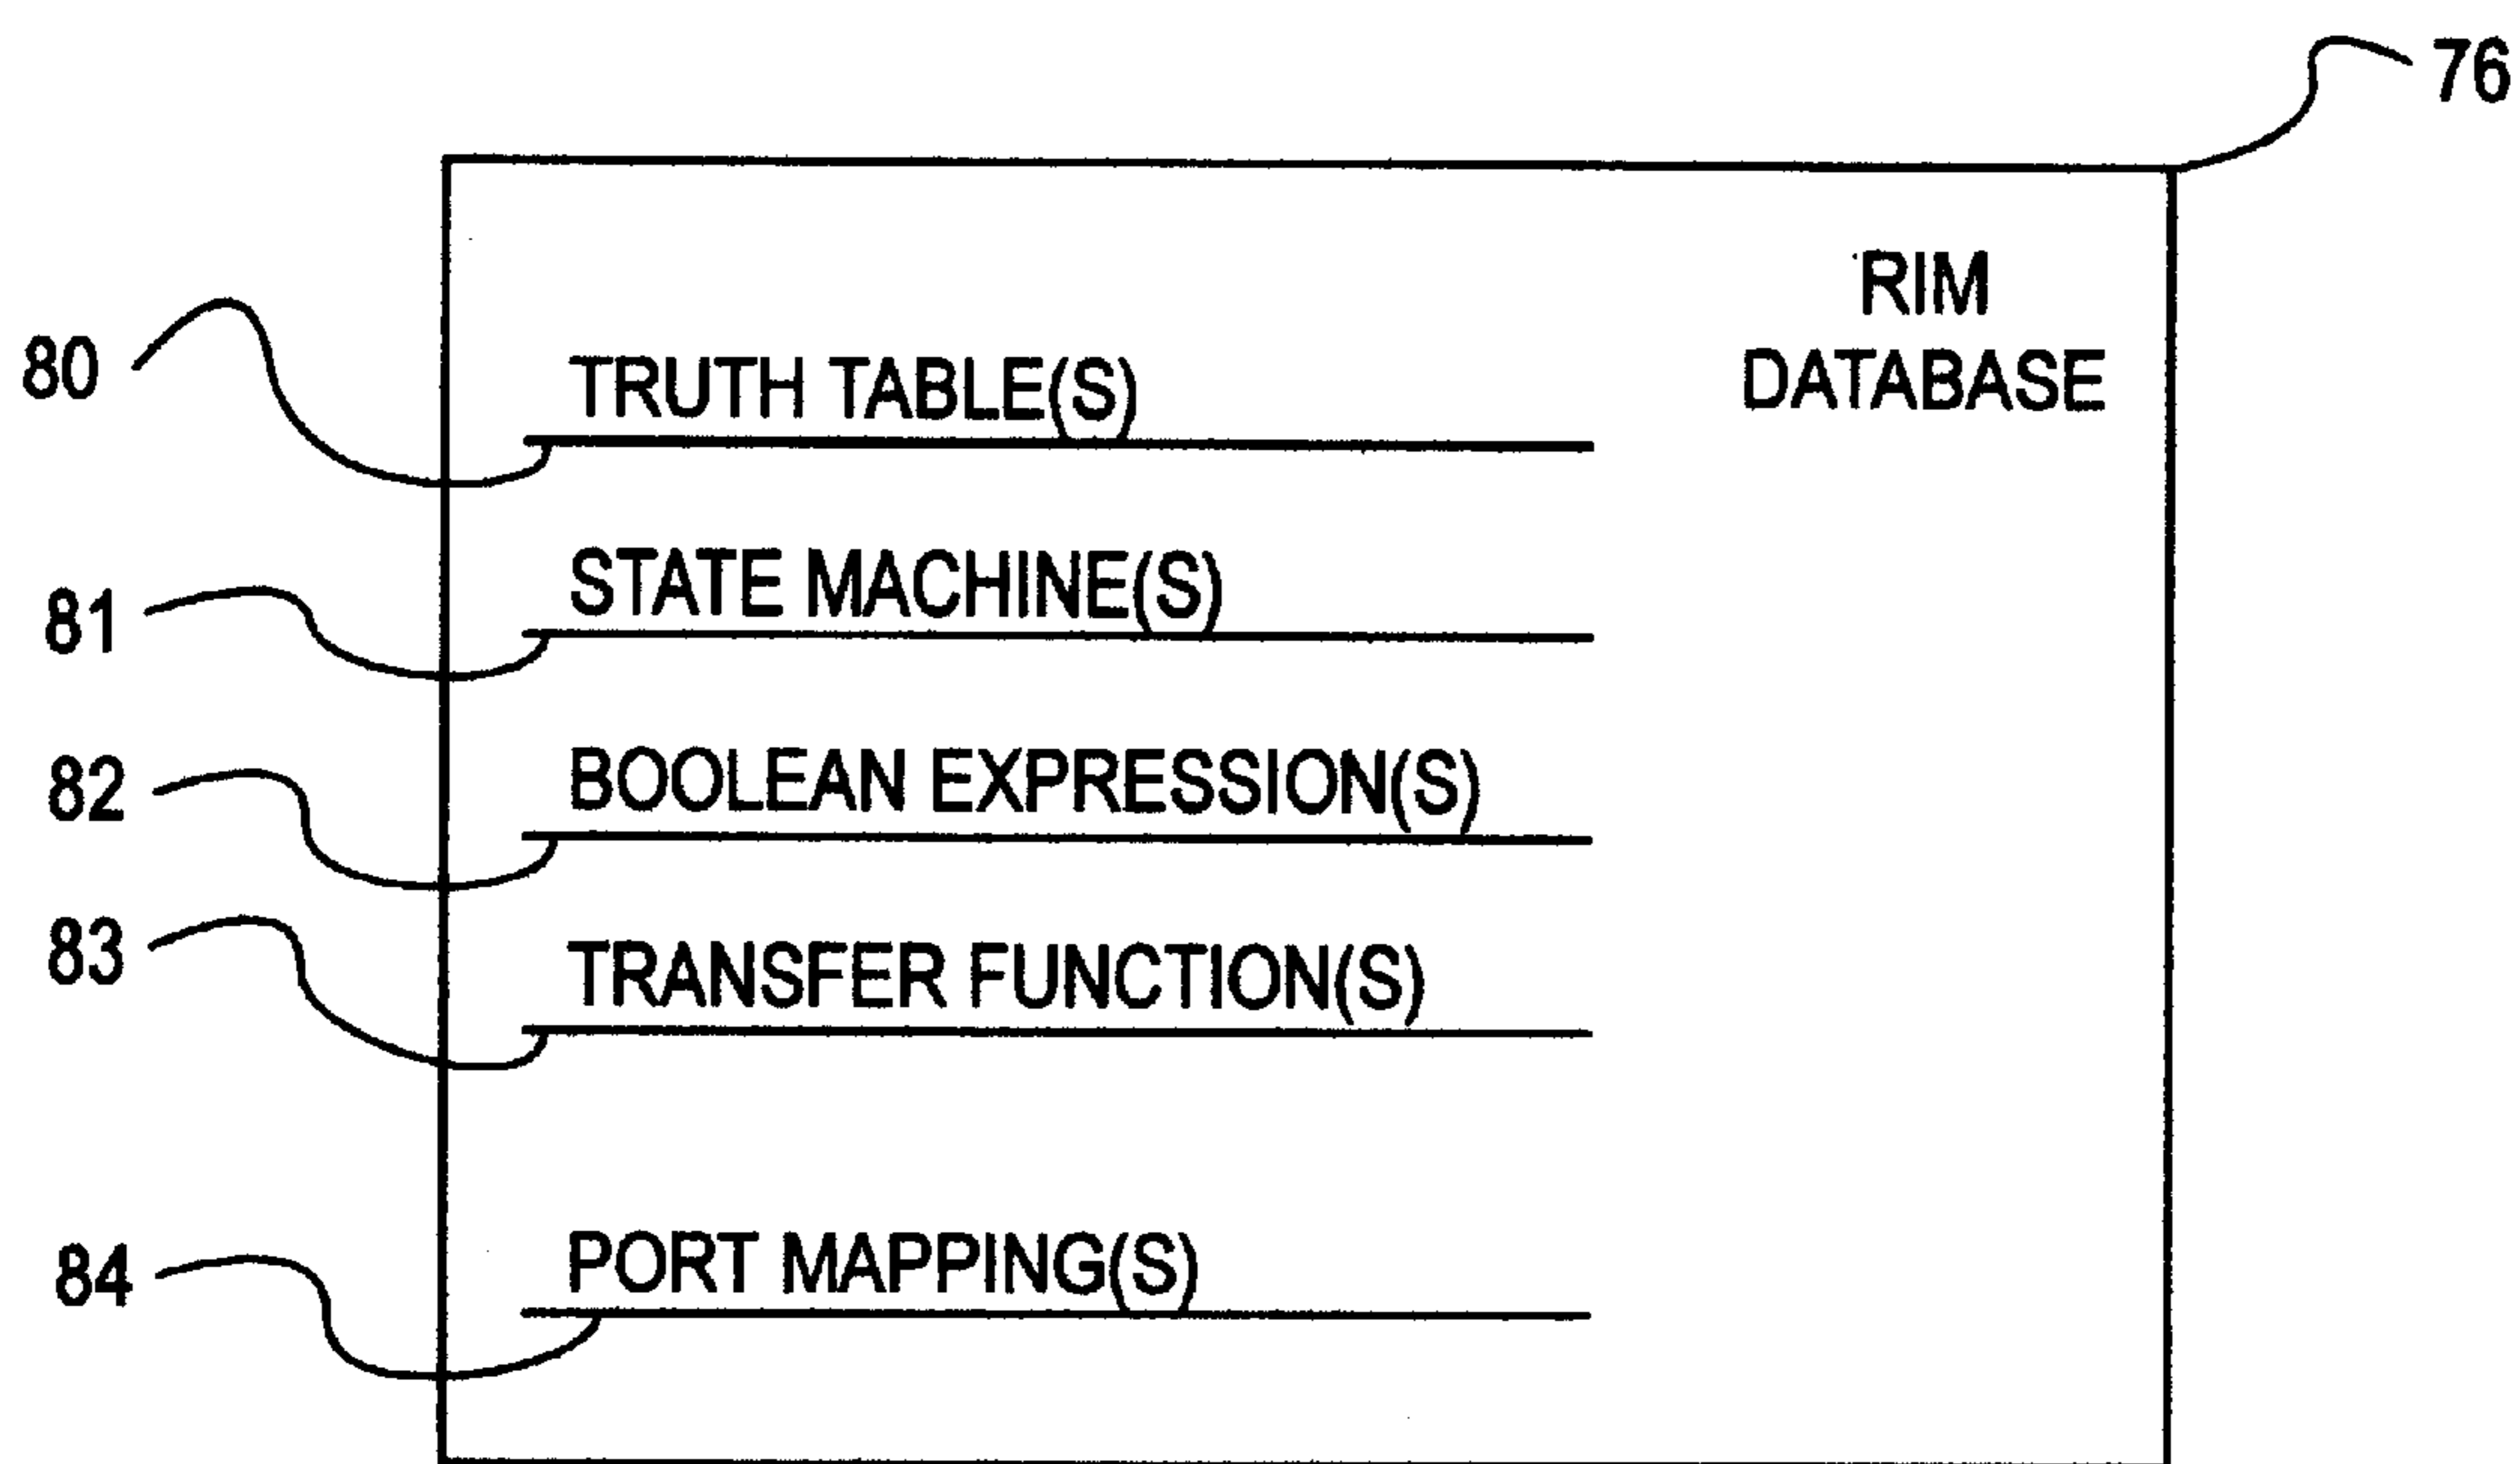 76
RIM
DATABASE
80
TRUTH TABLE(S)
81
STATE MACHINE(S)
82
BOOLEAN EXPRESSION(S)
83
TRANSFER FUNCTION(S)
84
PORT MAPPING(S)